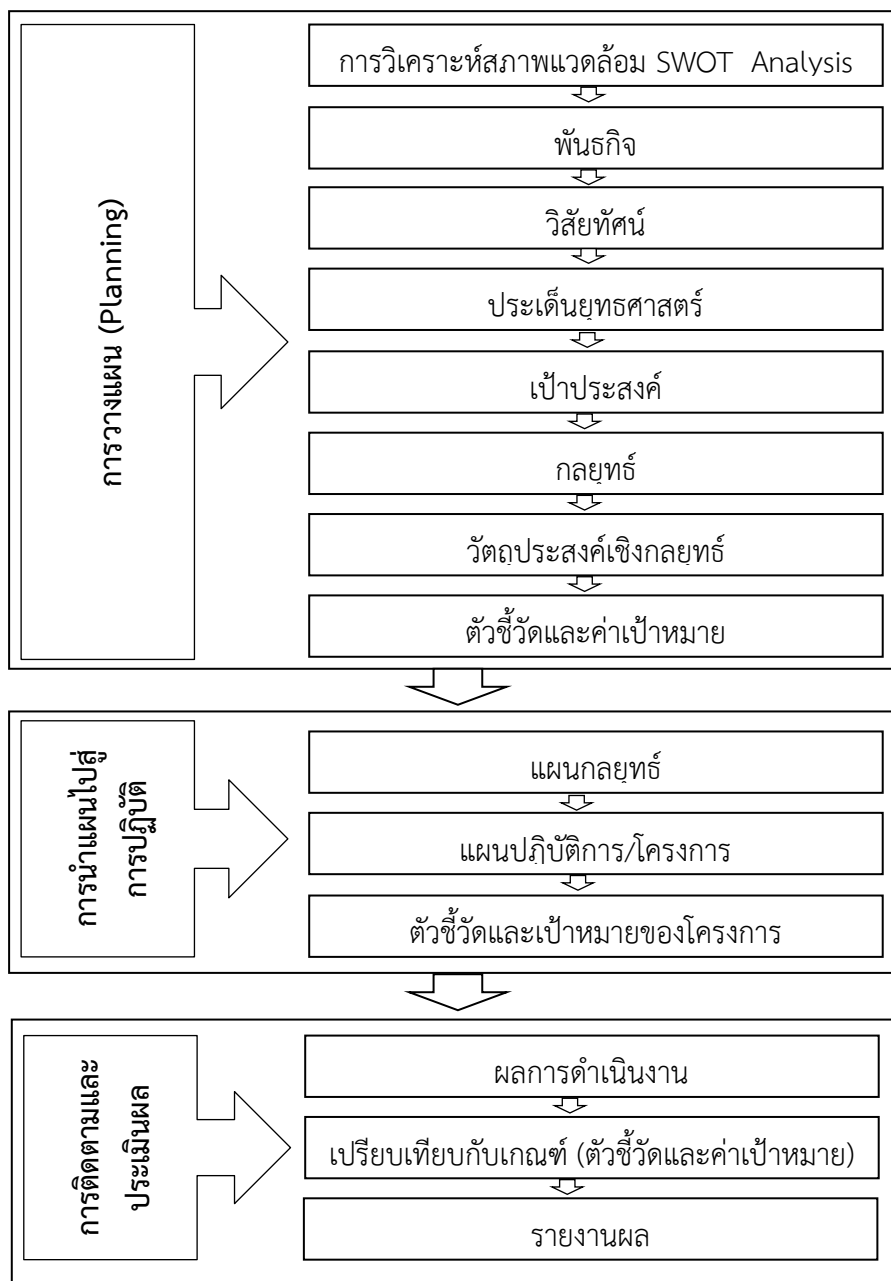 การวางแผน (Planning)
การวิเคราะห์สภาพแวดล้อม SWOT Analysis
พันธกิจ
วิสัยทัศน์
ประเด็นยุทธศาสตร์
เป้าประสงค์
กลยุทธ์
วัตถุประสงค์เชิงกลยุทธ์
ตัวชี้วัดและค่าเป้าหมาย
การนำแผนไปสู่
การปฏิบัติ
แผนกลยุทธ์
แผนปฏิบัติการ/โครงการ
ตัวชี้วัดและเป้าหมายของโครงการ
การติดตามและ
ประเมินผล
ผลการดำเนินงาน
เปรียบเทียบกับเกณฑ์ (ตัวชี้วัดและค่าเป้าหมาย)
รายงานผล